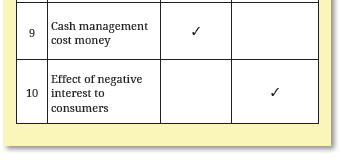 9 Cash management ✓
cost money
Effect of negative
10 interest to ✓
consumers